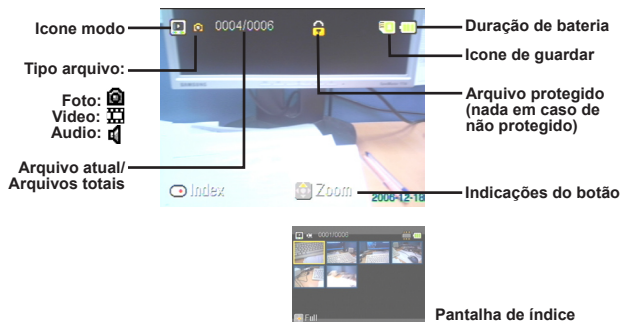 Icone modo
Tipo arquivo:
Foto:
Video:
Audio:
Arquivo atual/
Arquivos totais
0004/0006
Index
Zoom
2006-12-18
Duração de bateria
Icone de guardar
Arquivo protegido
(nada em caso de
não protegido)
Indicações do botão
Full
Pantalha de índice